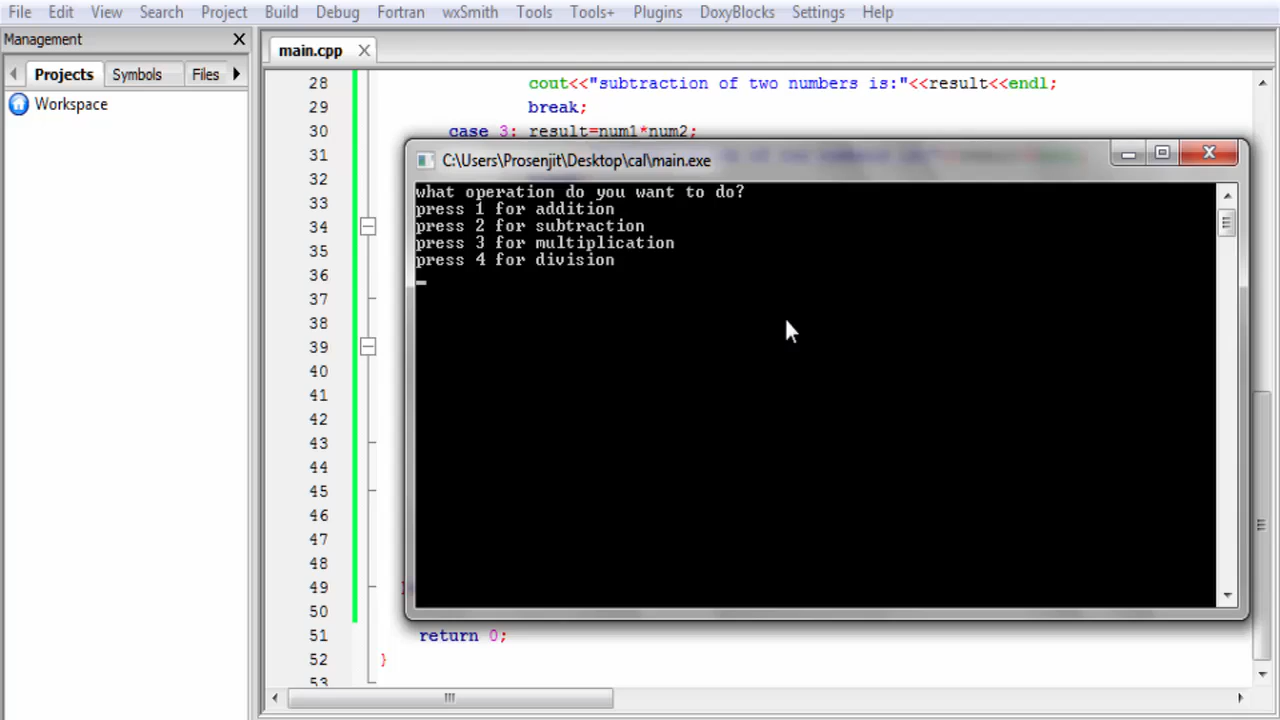 File Edit View Search Project Build Debug Fortran wxSmith Tools Tools+ Plugins DoxyBlocks Settings Help
Management
main.cpp
Projects Symbols Files
Workspace
28 cout<<"subtraction of two numbers is:"<<result<<endl;
29 break;
30 case 3: result=num1*num2;
31
32
33
34
35
36
37
38
39
40
41
42
43
44
45
46
47
48
49
50
51 return 0;
52 }
53
C:\Users\Prosenjit\Desktop\cal\main.exe
what operation do you want to do?
press 1 for addition
press 2 for subtraction
press 3 for multiplication
press 4 for division